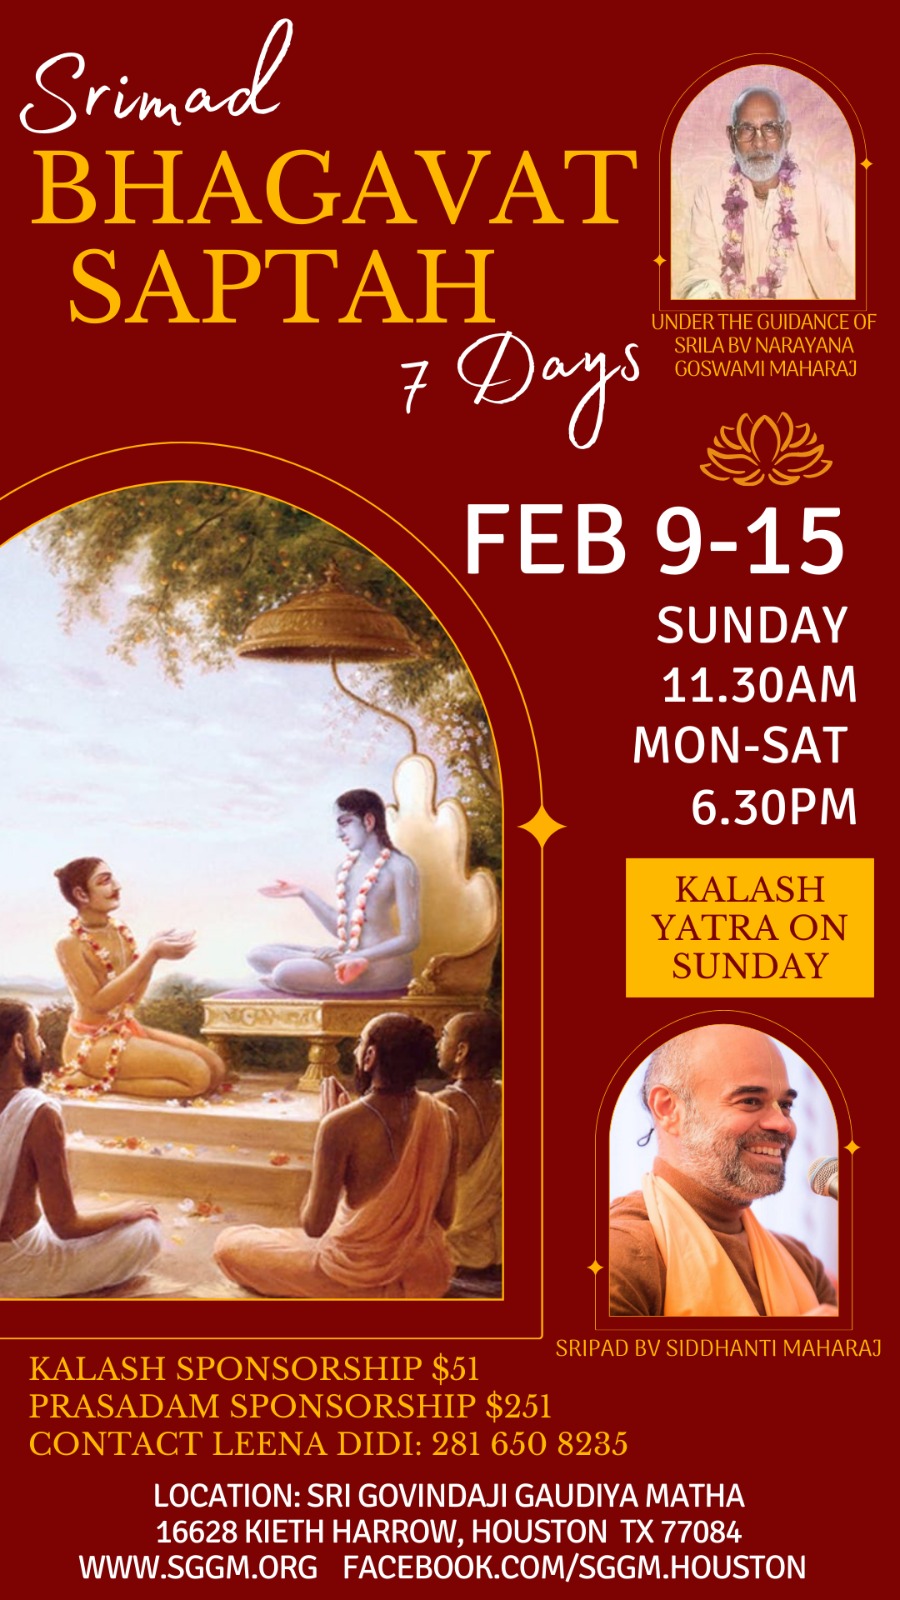 Srimad
BHAGAVAT
SAPTAH
7 Days
UNDER THE GUIDANCE OF
SRILA BV NARAYANA
GOSWAMI MAHARAJ
FEB 9-15
SUNDAY
11.30AM
MON-SAT
6.30PM
KALASH
YATRA ON
SUNDAY
SRIPAD BV SIDDHANTI MAHARAJ
KALASH SPONSORSHIP $51
PRASADAM SPONSORSHIP $251
CONTACT LEENA DIDI: 281 650 8235
LOCATION: SRI GOVINDAJI GAUDIYA MATHA
16628 KIETH HARROW, HOUSTON TX 77084
WWW.SGGM.ORG FACEBOOK.COM/SGGM.HOUSTON